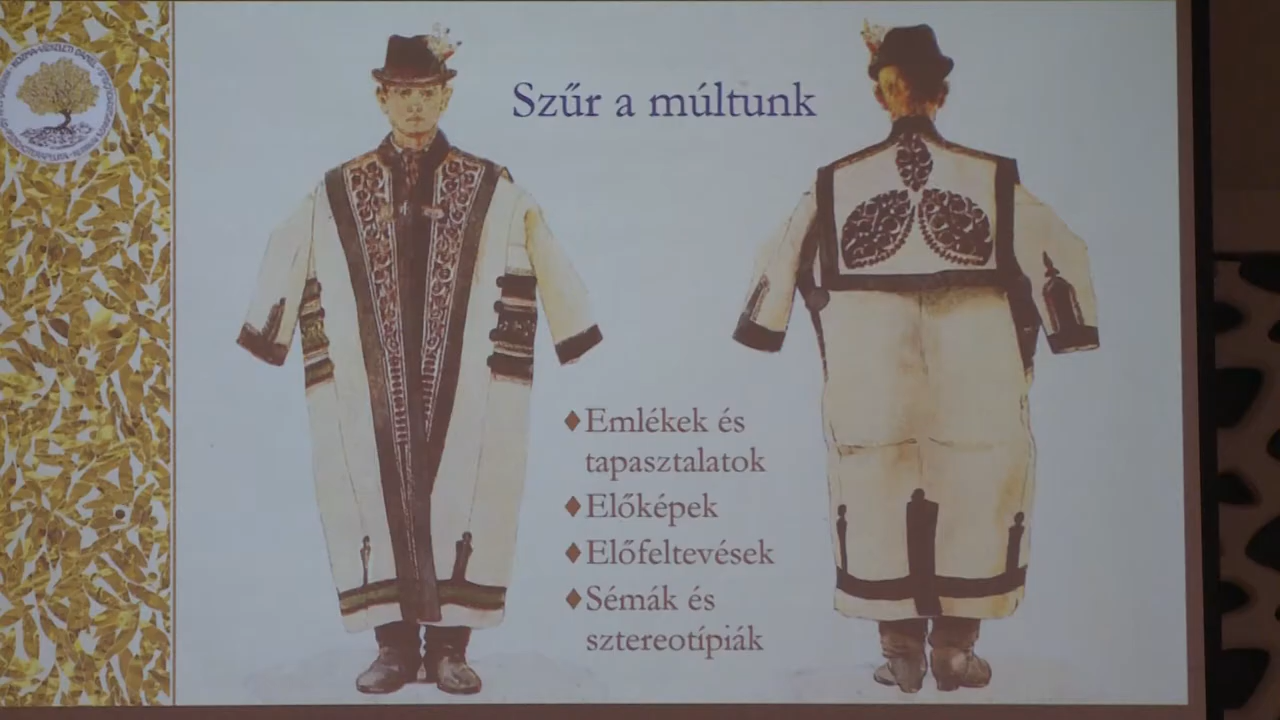 Szűr a múltunk
♦Emlékek és
tapasztalatok
♦Előképek
♦Előfeltevések
♦Sémák és
sztereotípiák